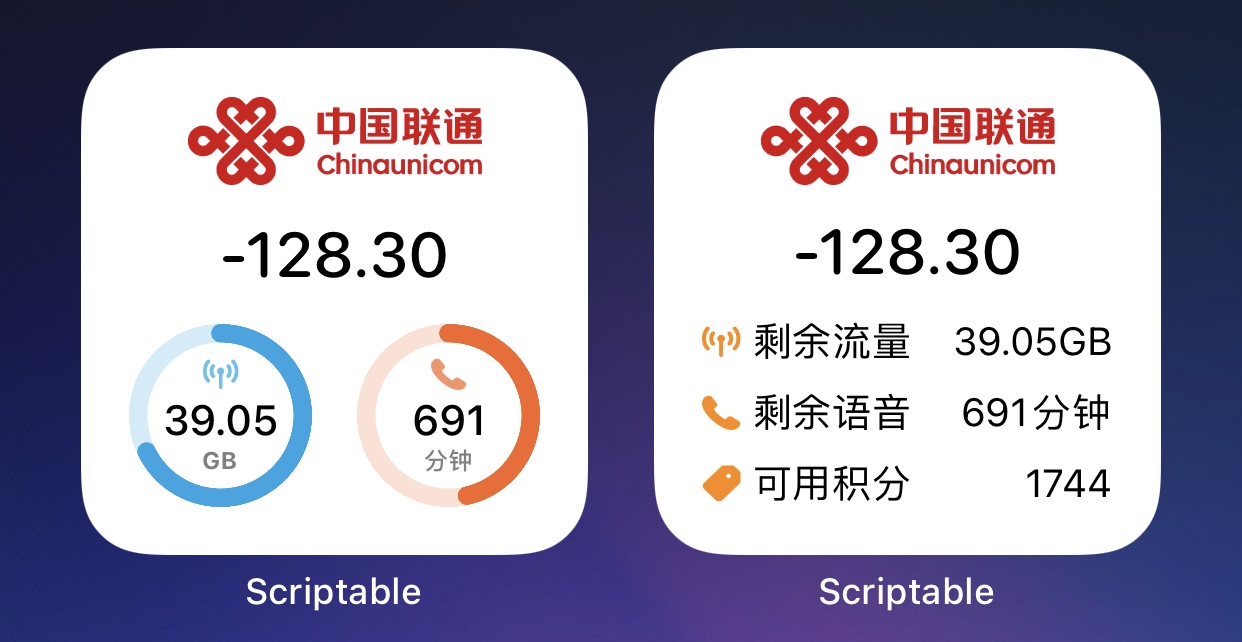 中国联通
Chinaunicom
-128.30
39.05
GB
691
分钟
Scriptable
中国联通
Chinaunicom
-128.30
剩余流量 39.05GB
剩余语音 691分钟
可用积分 1744
Scriptable